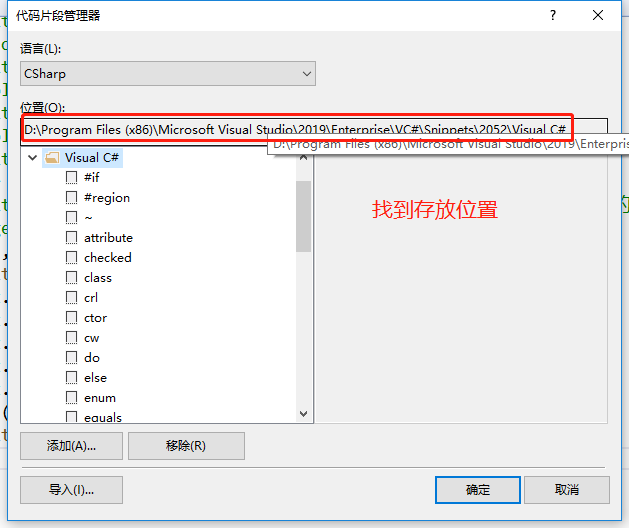 代码片段管理器
语言(L):
CSharp
位置(O):
D:\Program Files (x86)\Microsoft Visual Studio\2019\Enterprise\VC#\Snippets\2052\Visual C#
D:\Program Files (x86)\Microsoft Visual Studio\2019\Enterpris
Visual C#
#if
#region
~
attribute
checked
class
crl
ctor
cw
do
else
enum
equals
找到存放位置
添加(A)...
移除(R)
导入(I)...
确定
取消